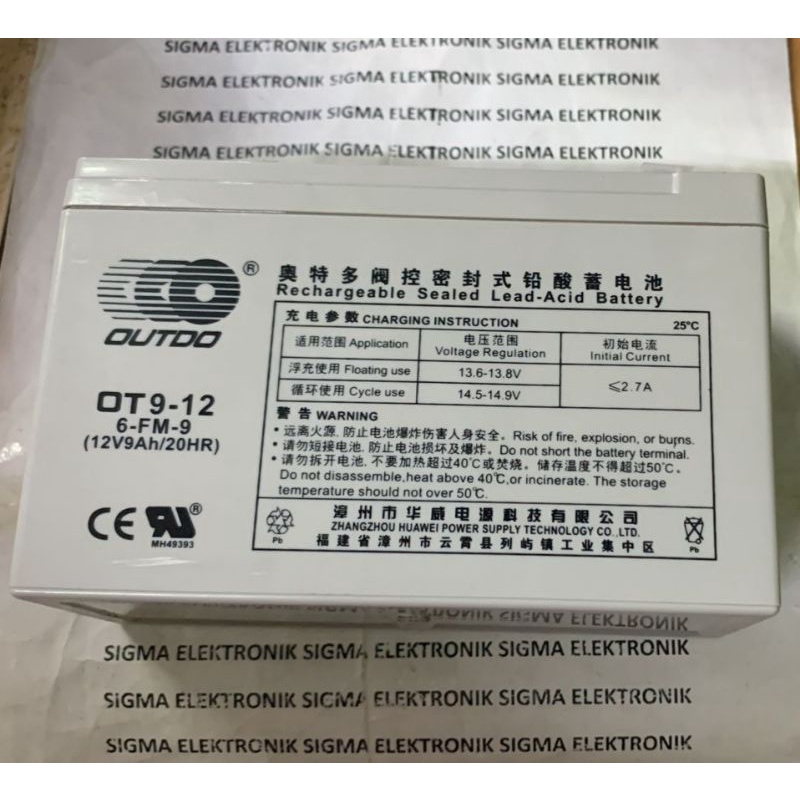 SIGMA ELEKTRONIK SIGMA ELEKTRONIK SIGMA ELEKTRONIK
SIGMA ELEKTRONIK SIGMA ELEKTRONIK SIGMA ELEKTRONIK
SIGMA ELEKTRONIK SIGMA ELEKTRONIK SIGMA ELEKTRONIK
SIGMA ELEKTRONIK SIGMA ELEKTRONIK SIGMA ELEKTRONIK
®
OUTDO
OT9-12
6-FM-9
(12V9Ah/20HR)
CE RU ®
MH49393
奥特多阀控密封式铅酸蓄电池
Rechargeable Sealed Lead-Acid Battery
充电参数 CHARGING INSTRUCTION 25℃
适用范围 Application 电压范围 Voltage Regulation 初始电流 Initial Current
浮充使用 Floating use 13.6-13.8V ≤2.7A
循环使用 Cycle use 14.5-14.9V
警告 WARNING
• 远离火源，防止电池爆炸伤害人身安全。Risk of fire, explosion, or burns.
• 请勿短接电池，防止电池损坏及爆炸。Do not short the battery terminal.
• 请勿拆开电池，不要加热超过40℃或焚烧。储存温度不得超过50℃。
Do not disassemble,heat above 40℃,or incinerate. The storage
temperature should not over 50℃.
漳州市华威电源科技有限公司
ZHANGZHOU HUAWEI POWER SUPPLY TECHNOLOGY CO.,LTD.
福建省漳州市云霄县列屿镇工业集中区
Pb
Pb
SIGMA ELEKTRONIK
SIGMA ELEKTRONIK SIGMA ELEKTRONIK SIGMA ELEKTRONIK
SIGMA ELEKTRONIK SIGMA ELEKTRONIK SIGMA ELEKTRONIK
SIGMA ELEKTRONIK SIGMA ELEKTRONIK SIGMA ELEKTRONIK